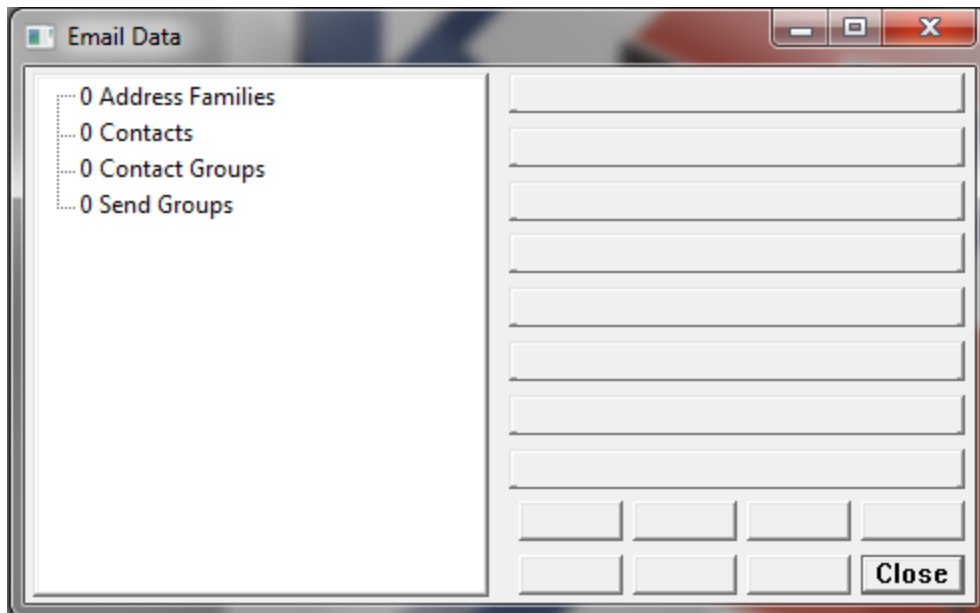 Email Data
0 Address Families
0 Contacts
0 Contact Groups
0 Send Groups
Close